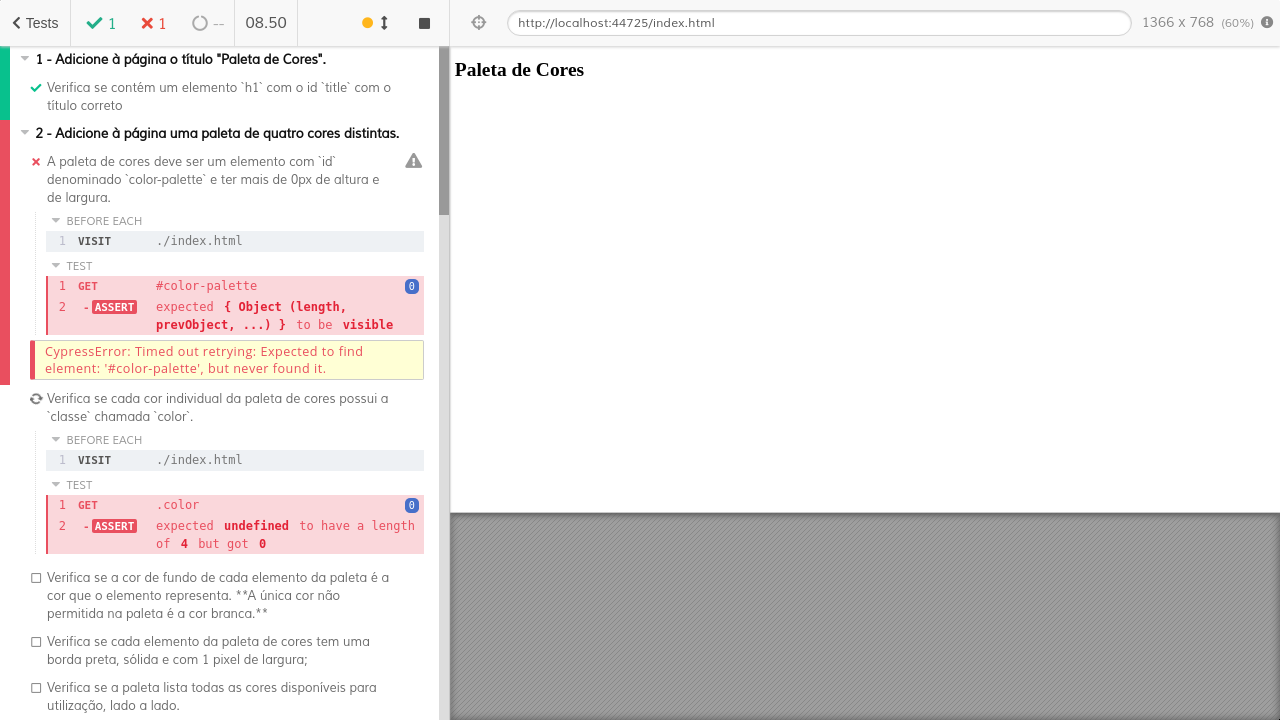 Tests
1
1
--
08.50
http://localhost:44725/index.html
1366 x 768 (60%)
1 - Adicione à página o título "Paleta de Cores".
Verifica se contém um elemento `h1` com o id `title` com o
título correto
2 - Adicione à página uma paleta de quatro cores distintas.
A paleta de cores deve ser um elemento com `id`
denominado `color-palette` e ter mais de 0px de altura e
de largura.
BEFORE EACH
1 VISIT ./index.html
TEST
1 GET #color-palette 0
2 -ASSERT expected { Object (length,
prevObject, ...) } to be visible
CypressError: Timed out retrying: Expected to find
element: '#color-palette', but never found it.
Verifica se cada cor individual da paleta de cores possui a
`classe` chamada `color`.
BEFORE EACH
1 VISIT ./index.html
TEST
1 GET .color 0
2 -ASSERT expected undefined to have a length
of 4 but got 0
Verifica se a cor de fundo de cada elemento da paleta é a
cor que o elemento representa. **A única cor não
permitida na paleta é a cor branca.**
Verifica se cada elemento da paleta de cores tem uma
borda preta, sólida e com 1 pixel de largura;
Verifica se a paleta lista todas as cores disponíveis para
utilização, lado a lado.
Paleta de Cores